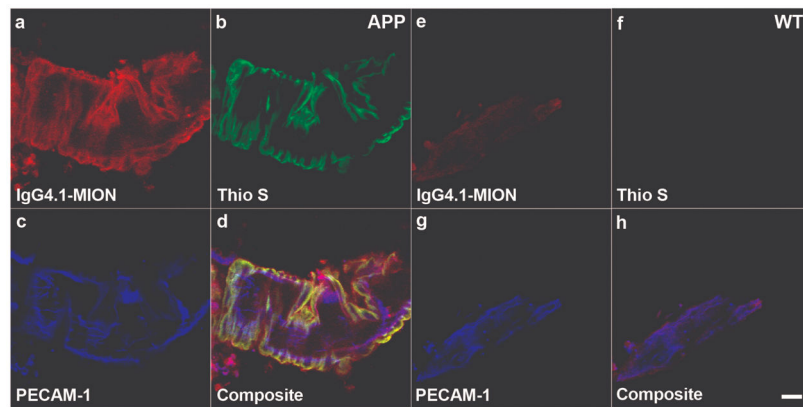 a
b
APP
e
f
WT
IgG4.1-MION
Thio S
IgG4.1-MION
Thio S
c
d
g
h
PECAM-1
Composite
PECAM-1
Composite